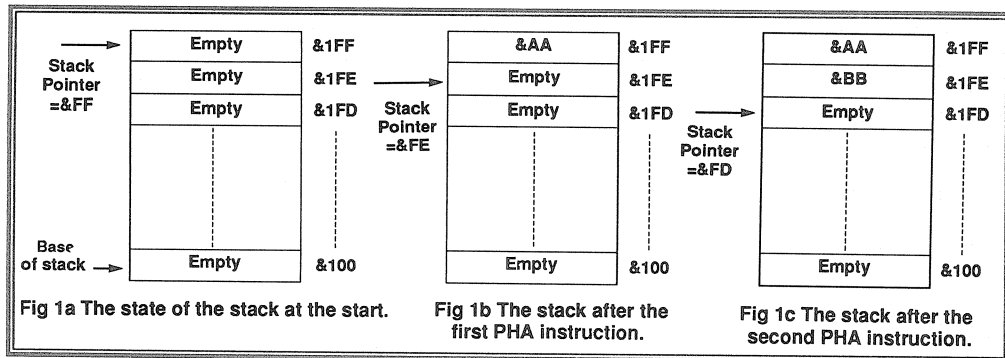 Empty &1FF
Stack
Pointer
=&FF
Empty &1FE
Empty &1FD
Base
of stack
Empty &100
Fig 1a The state of the stack at the start.
&AA &1FF
Empty &1FE
Stack
Pointer
=&FE
Empty &1FD
Empty &100
Fig 1b The stack after the
first PHA instruction.
&AA &1FF
&BB &1FE
Empty &1FD
Stack
Pointer
=&FD
Empty &100
Fig 1c The stack after the
second PHA instruction.